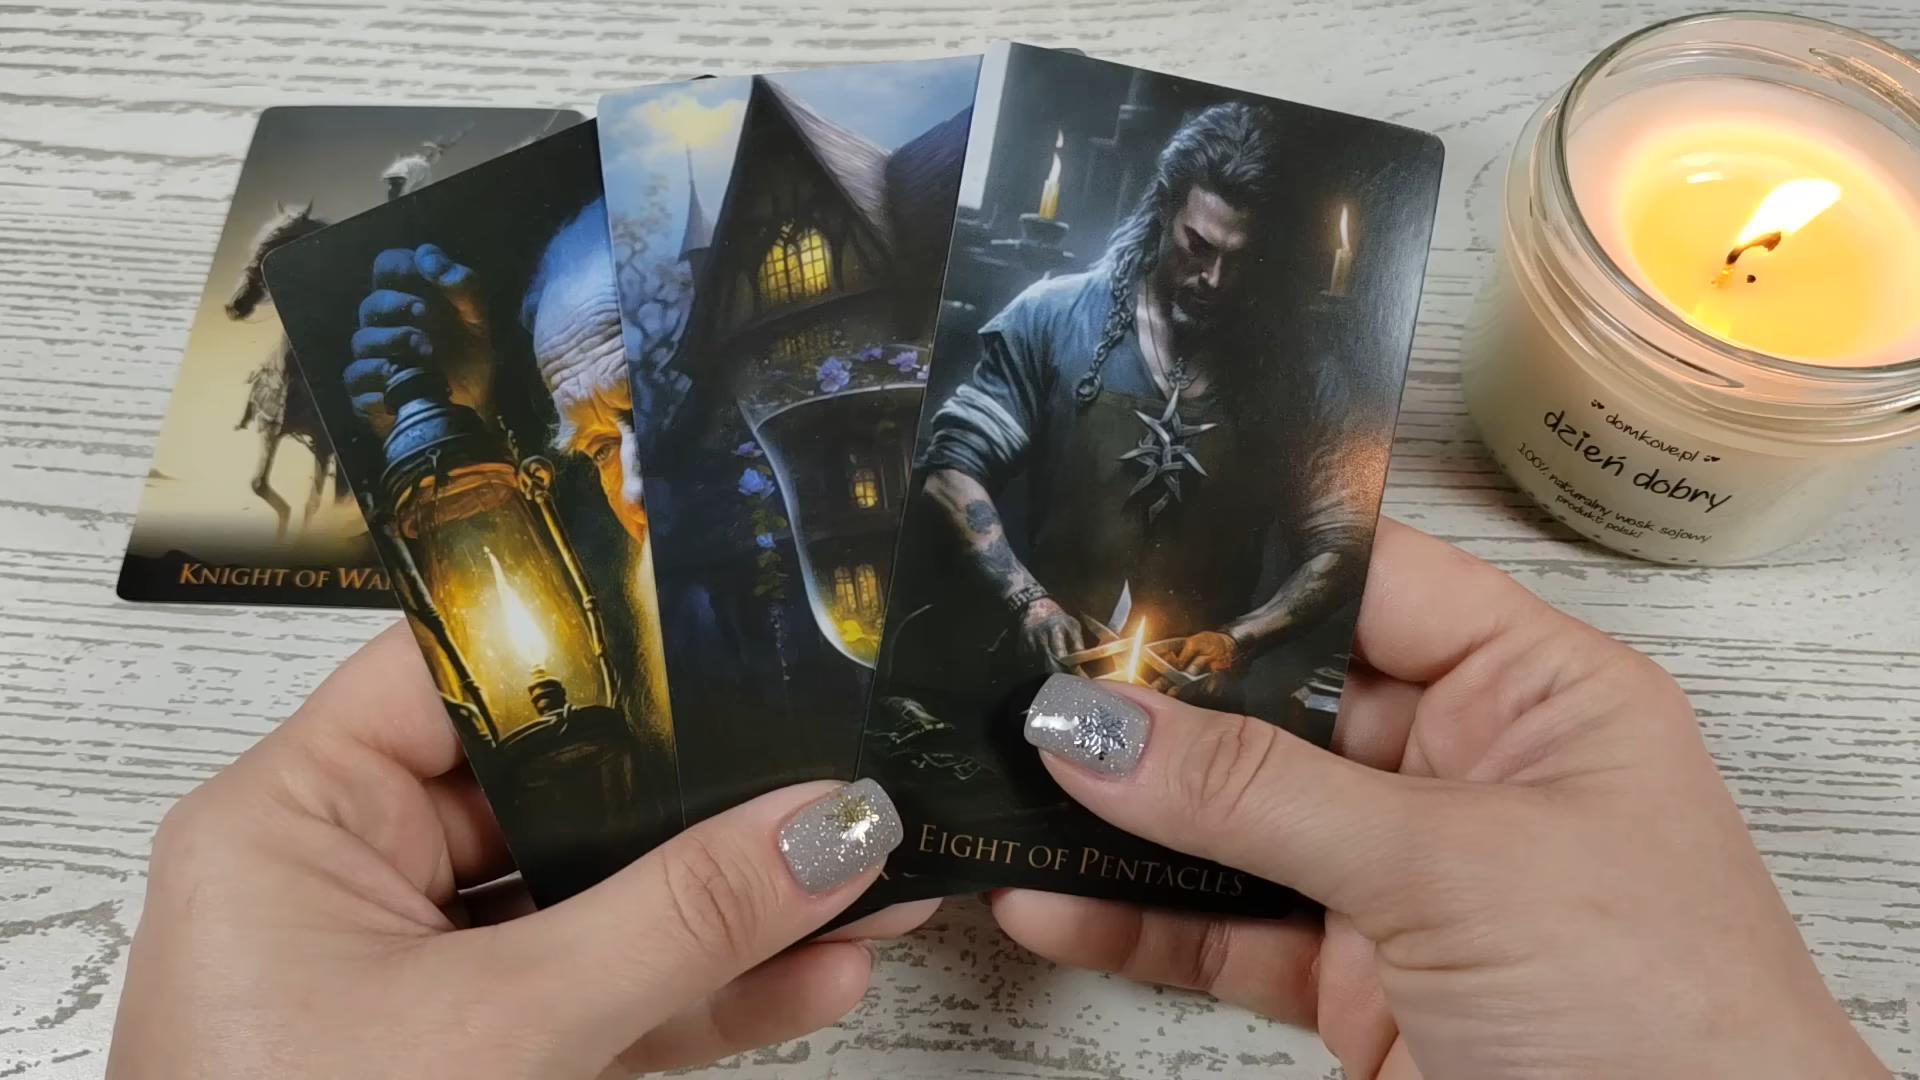 KNIGHT OF WA
EIGHT OF PENTACLES
domkove.pl
dzień dobry
100% naturalny wosk sojowy
produkt polski